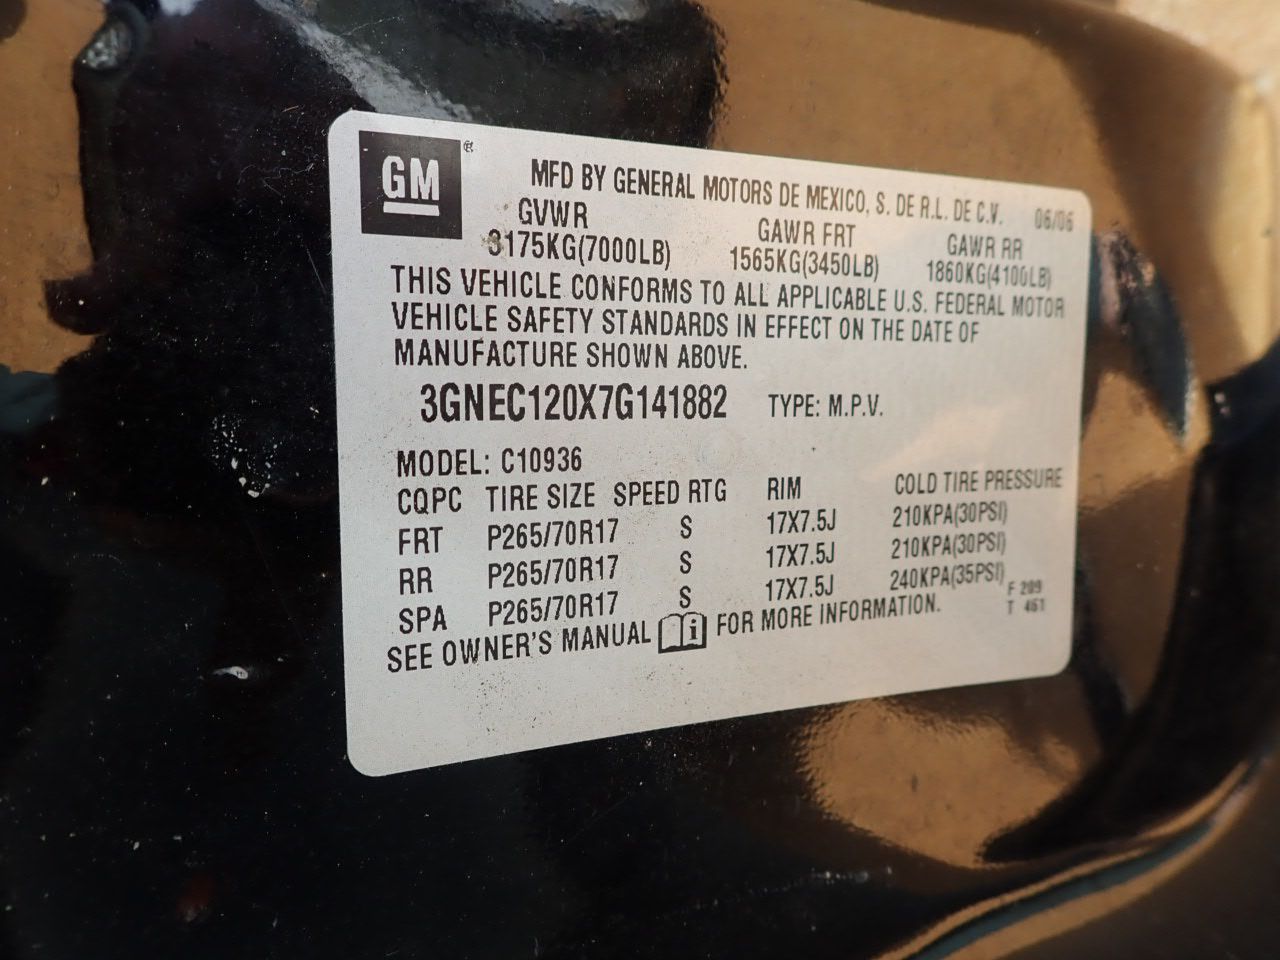 GM ®
MFD BY GENERAL MOTORS DE MEXICO, S. DE R.L. DE C.V. 06/06
GVWR GAWR FRT GAWR RR
3175KG(7000LB) 1565KG(3450LB) 1860KG(4100LB)
THIS VEHICLE CONFORMS TO ALL APPLICABLE U.S. FEDERAL MOTOR
VEHICLE SAFETY STANDARDS IN EFFECT ON THE DATE OF
MANUFACTURE SHOWN ABOVE.
3GNEC120X7G141882 TYPE: M.P.V.
MODEL: C10936
CQPC TIRE SIZE SPEED RTG RIM COLD TIRE PRESSURE
FRT P265/70R17 S 17X7.5J 210KPA(30PSI)
RR P265/70R17 S 17X7.5J 210KPA(30PSI)
SPA P265/70R17 S 17X7.5J 240KPA(35PSI)
F 209
T 461
SEE OWNER'S MANUAL i FOR MORE INFORMATION.